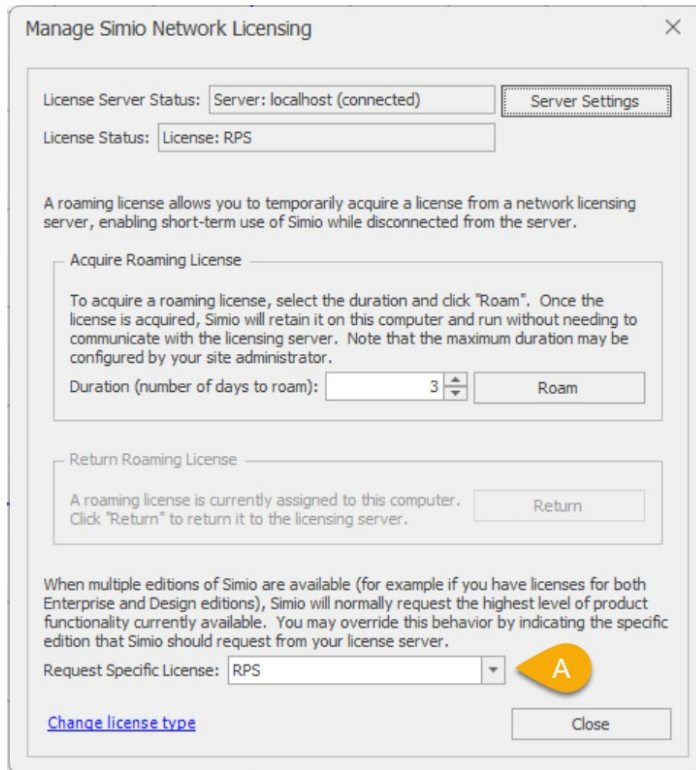 Manage Simio Network Licensing
License Server Status: Server: localhost (connected) Server Settings
License Status: License: RPS
A roaming license allows you to temporarily acquire a license from a network licensing
server, enabling short-term use of Simio while disconnected from the server.
Acquire Roaming License
To acquire a roaming license, select the duration and click "Roam". Once the
license is acquired, Simio will retain it on this computer and run without needing to
communicate with the licensing server. Note that the maximum duration may be
configured by your site administrator.
Duration (number of days to roam): 3 Roam
Return Roaming License
A roaming license is currently assigned to this computer.
Click "Return" to return it to the licensing server.
Return
When multiple editions of Simio are available (for example if you have licenses for both
Enterprise and Design editions), Simio will normally request the highest level of product
functionality currently available. You may override this behavior by indicating the specific
edition that Simio should request from your license server.
Request Specific License: RPS A
Change license type Close